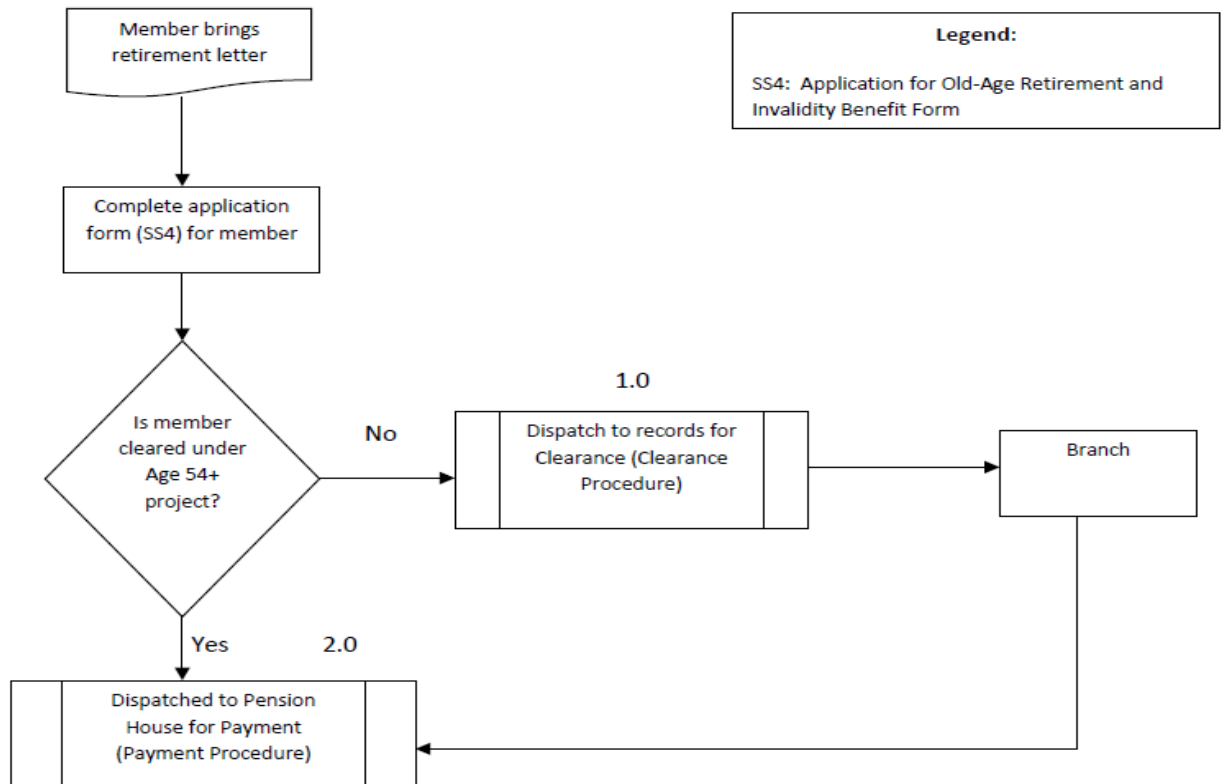 Member brings
retirement letter
Legend:
SS4: Application for Old-Age Retirement and
Invalidity Benefit Form
Complete application
form (SS4) for member
Is member
cleared under
Age 54+
project?
No
1.0
Dispatch to records for
Clearance (Clearance
Procedure)
Branch
Yes
2.0
Dispatched to Pension
House for Payment
(Payment Procedure)